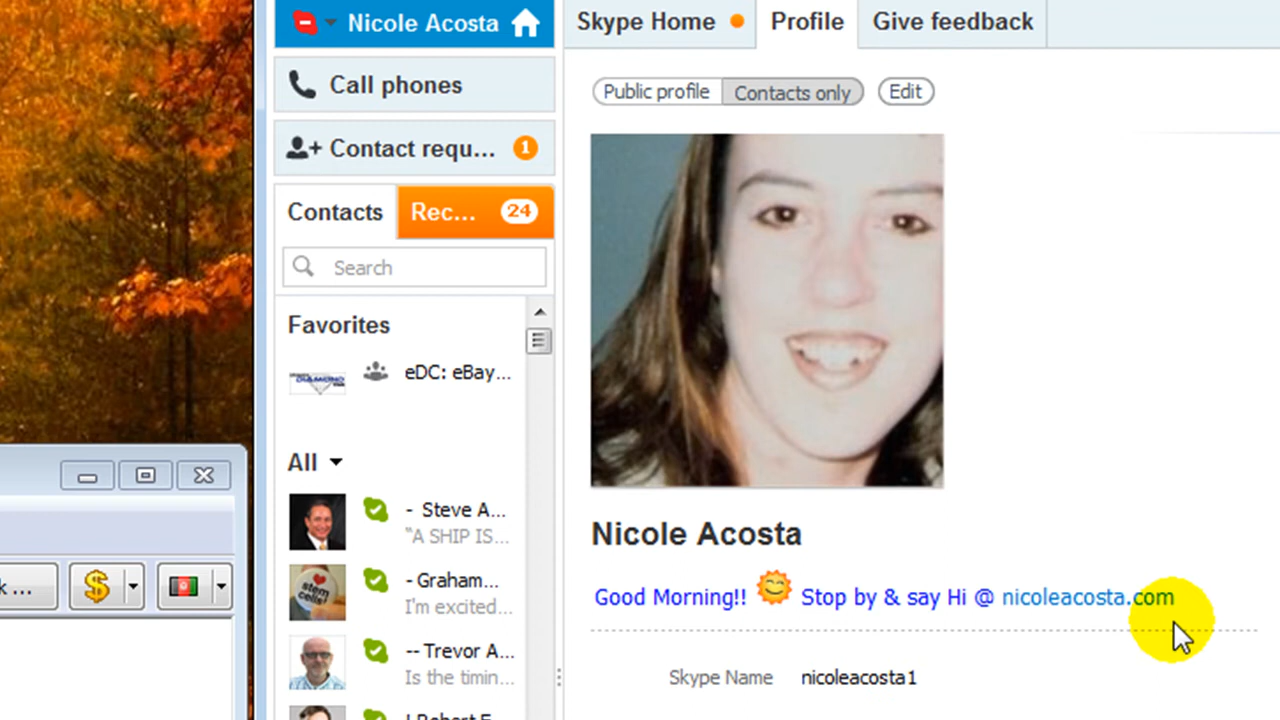 Nicole Acosta
Skype Home
Profile
Give feedback
Call phones
Public profile
Contacts only
Edit
Contact requ...
1
Contacts
Rec...
24
Search
Favorites
eDC: eBay...
All
- Steve A...
"A SHIP IS...
- Graham...
I'm excited...
-- Trevor A...
Is the timin...
Nicole Acosta
Good Morning!! Stop by & say Hi @ nicoleacosta.com
Skype Name nicoleacosta1
k ...